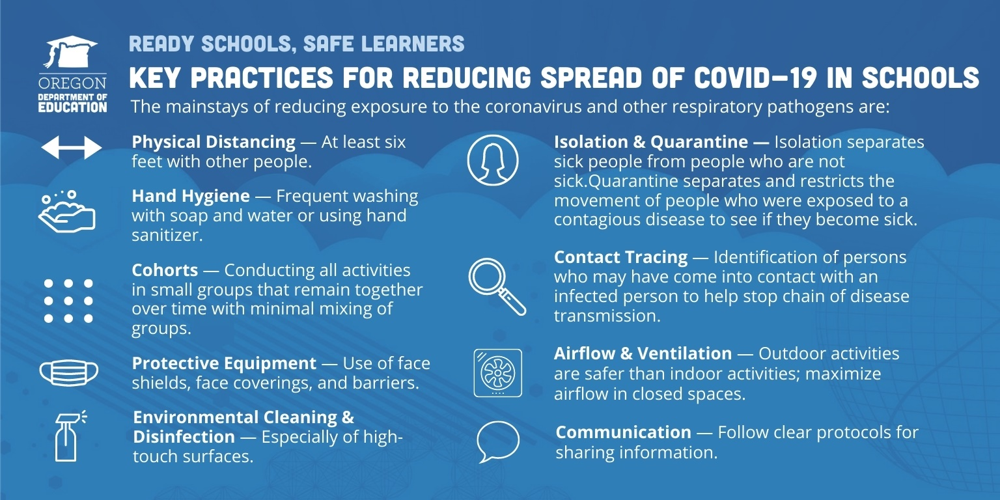 OREGON
DEPARTMENT OF
EDUCATION
READY SCHOOLS, SAFE LEARNERS
KEY PRACTICES FOR REDUCING SPREAD OF COVID-19 IN SCHOOLS
The mainstays of reducing exposure to the coronavirus and other respiratory pathogens are:
Physical Distancing — At least six
feet with other people.
Hand Hygiene — Frequent washing
with soap and water or using hand
sanitizer.
Cohorts — Conducting all activities
in small groups that remain together
over time with minimal mixing of
groups.
Protective Equipment — Use of face
shields, face coverings, and barriers.
Environmental Cleaning &
Disinfection — Especially of high-
touch surfaces.
Isolation & Quarantine — Isolation separates
sick people from people who are not
sick.Quarantine separates and restricts the
movement of people who were exposed to a
contagious disease to see if they become sick.
Contact Tracing — Identification of persons
who may have come into contact with an
infected person to help stop chain of disease
transmission.
Airflow & Ventilation — Outdoor activities
are safer than indoor activities; maximize
airflow in closed spaces.
Communication — Follow clear protocols for
sharing information.